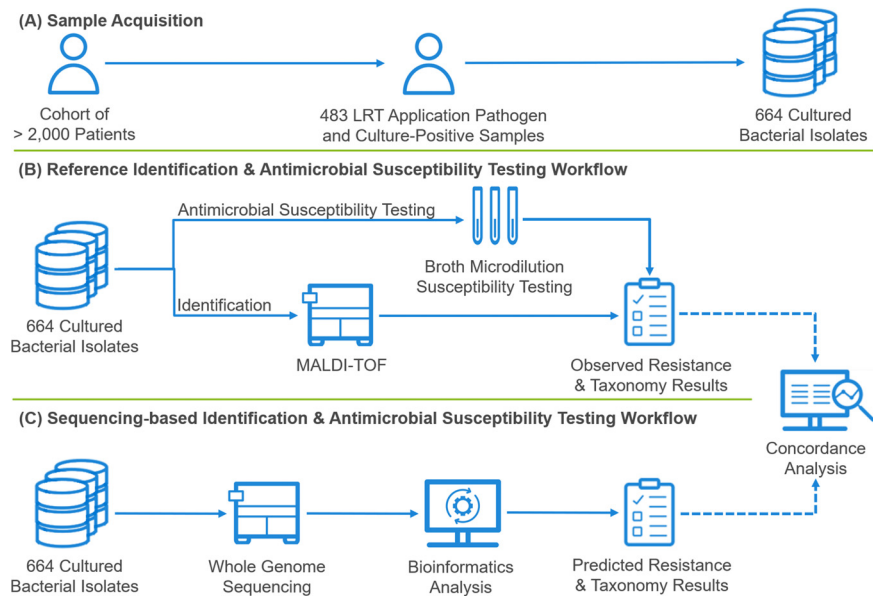 (A) Sample Acquisition
Cohort of
> 2,000 Patients
483 LRT Application Pathogen
and Culture-Positive Samples
664 Cultured
Bacterial Isolates
(B) Reference Identification & Antimicrobial Susceptibility Testing Workflow
Antimicrobial Susceptibility Testing
Broth Microdilution
Susceptibility Testing
Identification
664 Cultured
Bacterial Isolates
MALDI-TOF
Observed Resistance
& Taxonomy Results
(C) Sequencing-based Identification & Antimicrobial Susceptibility Testing Workflow
Concordance
Analysis
664 Cultured
Bacterial Isolates
Whole Genome
Sequencing
Bioinformatics
Analysis
Predicted Resistance
& Taxonomy Results